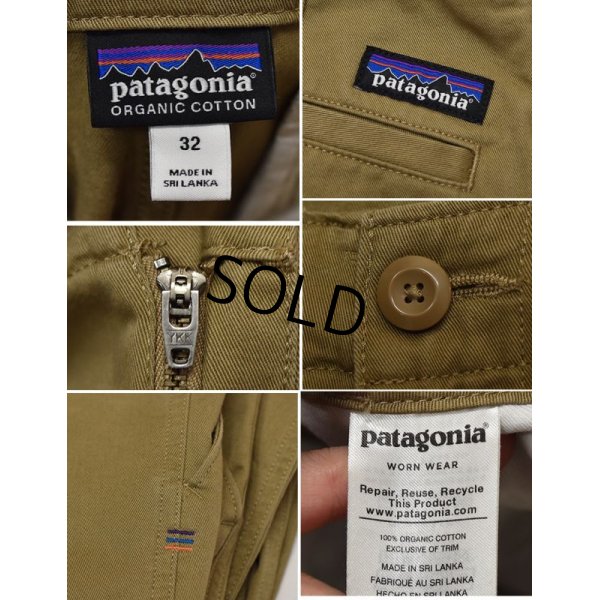 patagonia®
ORGANIC COTTON
32
MADE IN
SRI LANKA
patagonia®
YKK
SOLD
patagonia®
WORN WEAR
Repair, Reuse, Recycle
This Product
www.patagonia.com
100% ORGANIC COTTON
EXCLUSIVE OF TRIM
MADE IN SRI LANKA
FABRIQUÉ AU SRI LANKA
HECHO EN SRI LANKA